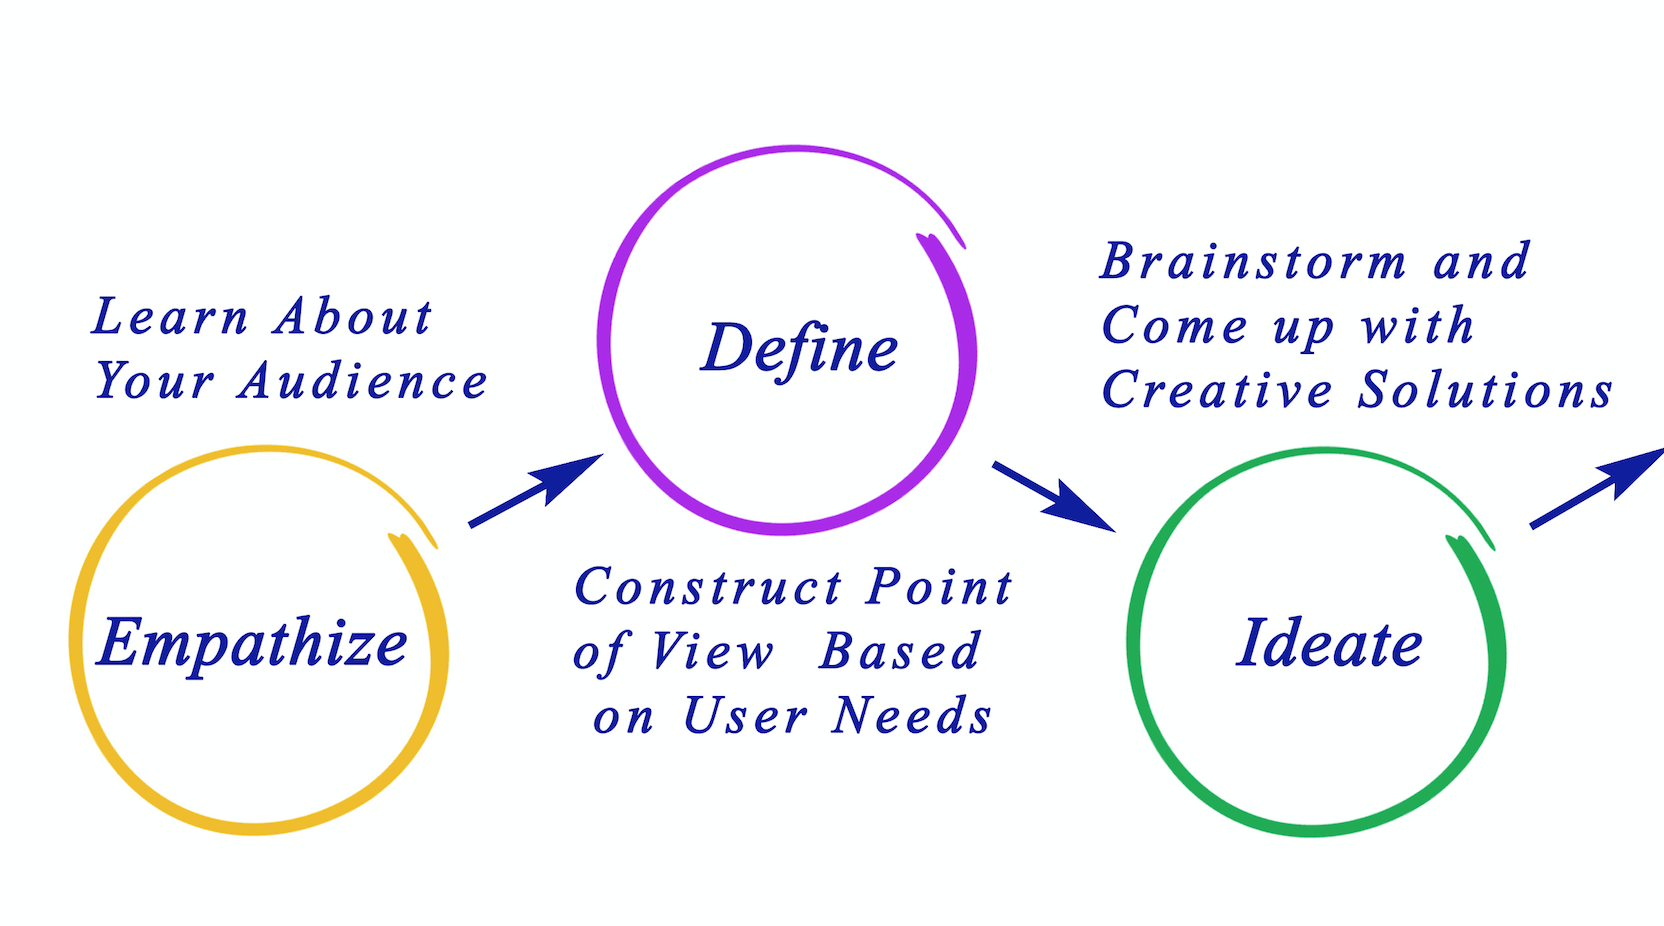 Learn About
Your Audience
Empathize
Define
Construct Point
of View Based
on User Needs
Brainstorm and
Come up with
Creative Solutions
Ideate